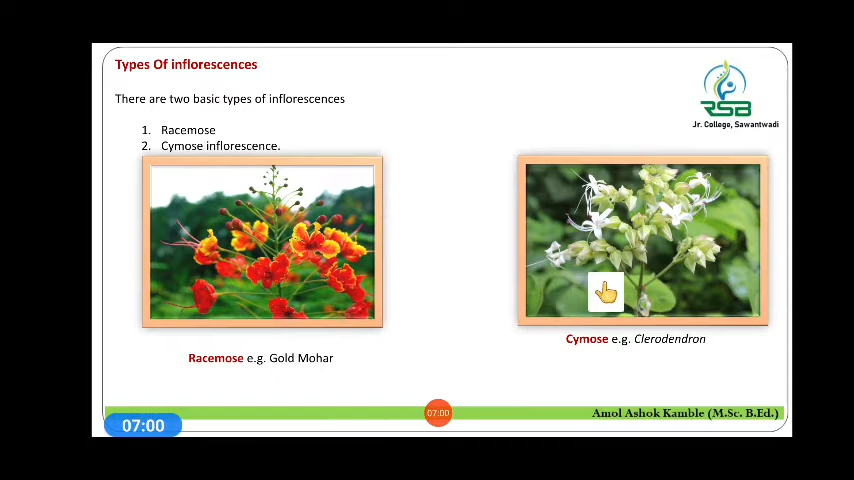 Types Of inflorescences
RSB
Jr. College, Sawantwadi
There are two basic types of inflorescences
1. Racemose
2. Cymose inflorescence.
Cymose e.g. Clerodendron
Racemose e.g. Gold Mohar
07:00
Amol Ashok Kamble (M.Sc. B.Ed.)
07:00